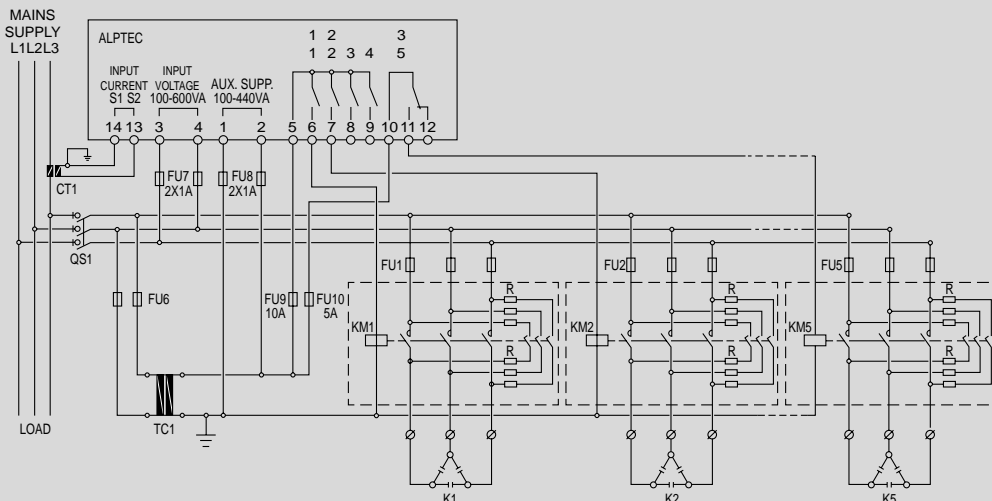 MAINS
SUPPLY
L1L2L3
ALPTEC
1 2 3
1 2 3 4 5
INPUT
CURRENT
S1 S2
INPUT
VOLTAGE
100-600VA
AUX. SUPP.
100-440VA
14 13 3 4 1 2 5 6 7 8 9 10 11 12
CT1
FU7
2X1A
FU8
2X1A
QS1
FU1
FU2
FU5
FU6
FU9
10A
FU10
5A
R
R
R
KM1
KM2
KM5
R
R
R
LOAD
TC1
K1
K2
K5